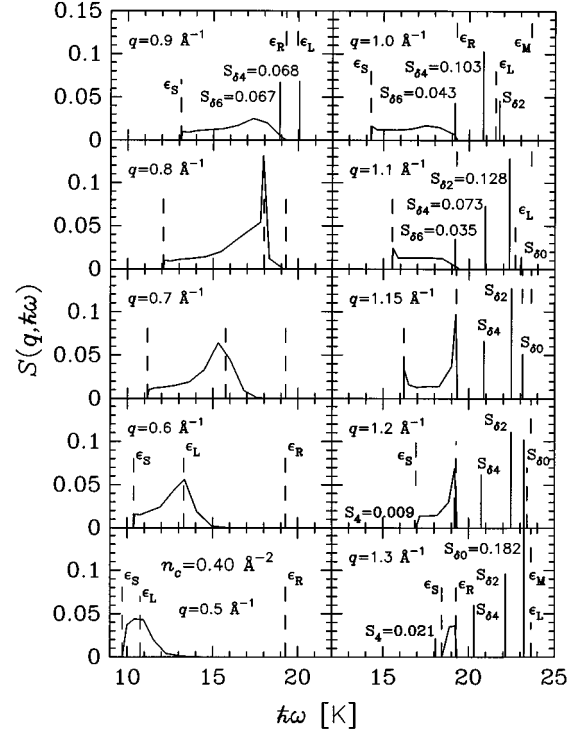 S(q,ħω)
q=0.9 Å⁻¹
ϵ_R
ϵ_L
ϵ_S
S_δ4=0.068
S_δ6=0.067
0.15
0.1
0.05
0
q=1.0 Å⁻¹
ϵ_R
ϵ_M
ϵ_S
S_δ4=0.103
ϵ_L
S_δ6=0.043
S_δ2
q=0.8 Å⁻¹
0.1
0.05
0
q=1.1 Å⁻¹
S_δ2=0.128
S_δ4=0.073
ϵ_L
S_δ6=0.035
S_δ0
q=0.7 Å⁻¹
0.1
0.05
0
q=1.15 Å⁻¹
S_δ2
S_δ4
S_δ0
q=0.6 Å⁻¹
ϵ_S
ϵ_L
ϵ_R
0.1
0.05
0
q=1.2 Å⁻¹
S_δ2
ϵ_S
S_δ4
S_δ0
S_4=0.009
n_c=0.40 Å⁻²
ϵ_S
ϵ_L
ϵ_R
q=0.5 Å⁻¹
0.1
0.05
0
q=1.3 Å⁻¹
S_δ0=0.182
ϵ_S
ϵ_R
S_δ2
ϵ_M
S_4=0.021
S_δ4
ϵ_L
10 15 20
15 20 25
ħω [K]